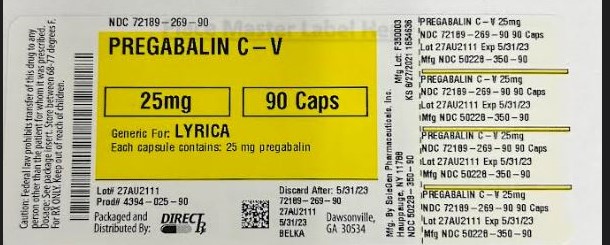 NDC 72189-269-90
Place Master Label He
PREGABALIN C-V
25mg
90 Caps
Generic For: LYRICA
Each capsule contains: 25 mg pregabalin
Lot# 27AU2111
Prod# 4394-025-90
Packaged and
Distributed By:
DIRECT Rx
Discard After: 5/31/23
72189-269-90
27AU2111
5/31/23
BELKA
Dawsonville,
GA 30534
Caution: Federal law prohibits transfer of this drug to any
person other than the patient for whom it was prescribed.
Dosage: See package insert. Store between 68-77 degrees F.
For RX ONLY. Keep out of reach of children.
Mfg. By: ScieGen Pharmaceuticals, Inc.
Hauppauge, NY 11788
NDC 50228-350-90
Mfg Lot: F350003
KS 8/27/2021 1654636
PREGABALIN C-V 25mg
NDC 72189-269-90 90 Caps
Lot 27AU2111 Exp 5/31/23
Mfg NDC 50228-350-90
PREGABALIN C-V 25mg
NDC 72189-269-90 90 Caps
Lot 27AU2111 Exp 5/31/23
Mfg NDC 50228-350-90
PREGABALIN C-V 25mg
NDC 72189-269-90 90 Caps
Lot 27AU2111 Exp 5/31/23
Mfg NDC 50228-350-90
PREGABALIN C-V 25mg
NDC 72189-269-90 90 Caps
Lot 27AU2111 Exp 5/31/23
Mfg NDC 50228-350-90